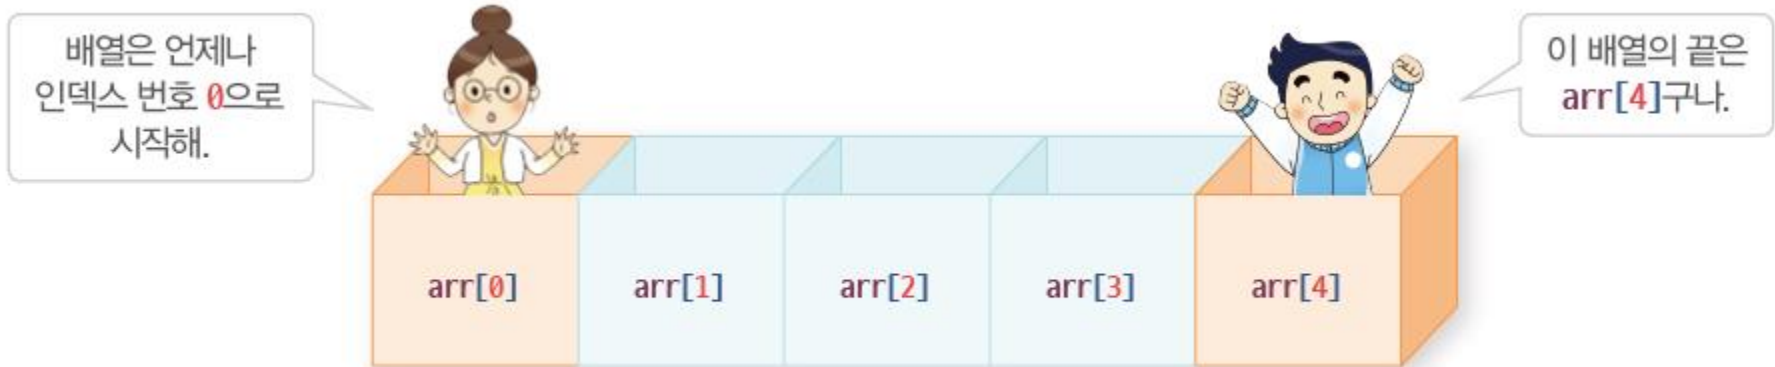 배열은 언제나
인덱스 번호 0으로
시작해.
이 배열의 끝은
arr[4]구나.
arr[0] arr[1] arr[2] arr[3] arr[4]